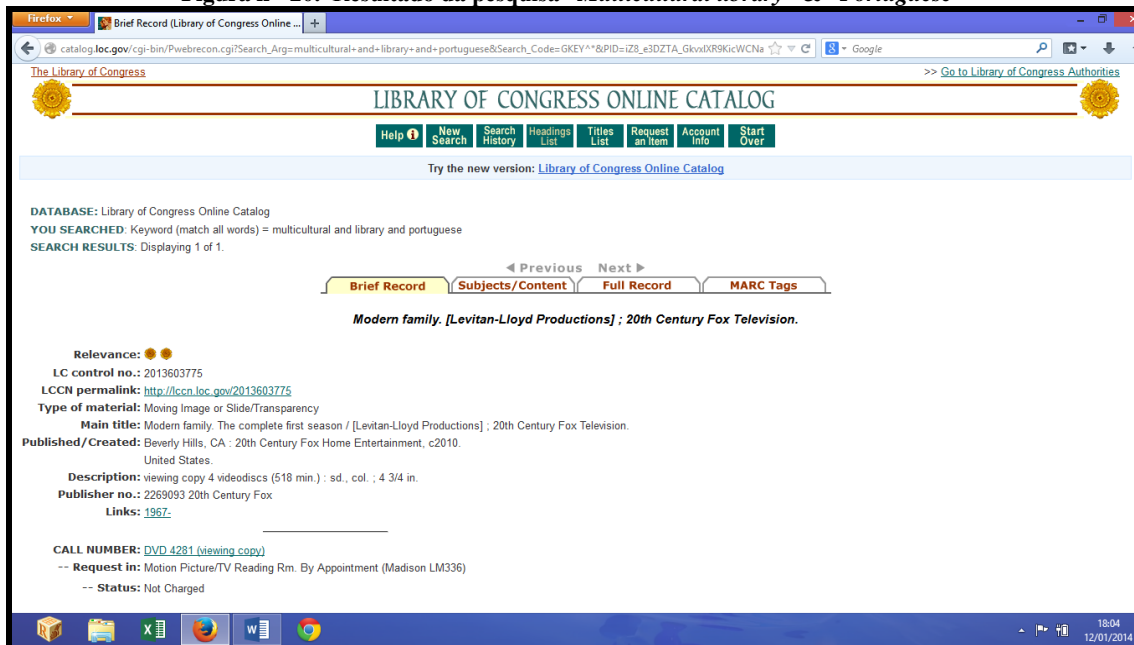 Resultado da pesquisa "Multicultural library" & "Portuguese"
Firefox
Brief Record (Library of Congress Online ...
catalog.loc.gov/cgi-bin/Pwebrecon.cgi?Search_Arg=multicultural+and+library+and+portuguese&Search_Code=GKEY^*&PID=iZ8_e3DZTA_GkvxIXR9KicWCNa
Google
The Library of Congress
>> Go to Library of Congress Authorities
LIBRARY OF CONGRESS ONLINE CATALOG
Help New Search Search History Headings List Titles List Request an Item Account Info Start Over
Try the new version: Library of Congress Online Catalog
DATABASE: Library of Congress Online Catalog
YOU SEARCHED: Keyword (match all words) = multicultural and library and portuguese
SEARCH RESULTS: Displaying 1 of 1.
Previous Next
Brief Record Subjects/Content Full Record MARC Tags
Modern family. [Levitan-Lloyd Productions] ; 20th Century Fox Television.
Relevance:
LC control no.: 2013603775
LCCN permalink: http://lccn.loc.gov/2013603775
Type of material: Moving Image or Slide/Transparency
Main title: Modern family. The complete first season / [Levitan-Lloyd Productions] ; 20th Century Fox Television.
Published/Created: Beverly Hills, CA : 20th Century Fox Home Entertainment, c2010.
United States.
Description: viewing copy 4 videodiscs (518 min.) : sd., col. ; 4 3/4 in.
Publisher no.: 2269093 20th Century Fox
Links: 1967-
CALL NUMBER: DVD 4281 (viewing copy)
-- Request in: Motion Picture/TV Reading Rm. By Appointment (Madison LM336)
-- Status: Not Charged
18:04
12/01/2014